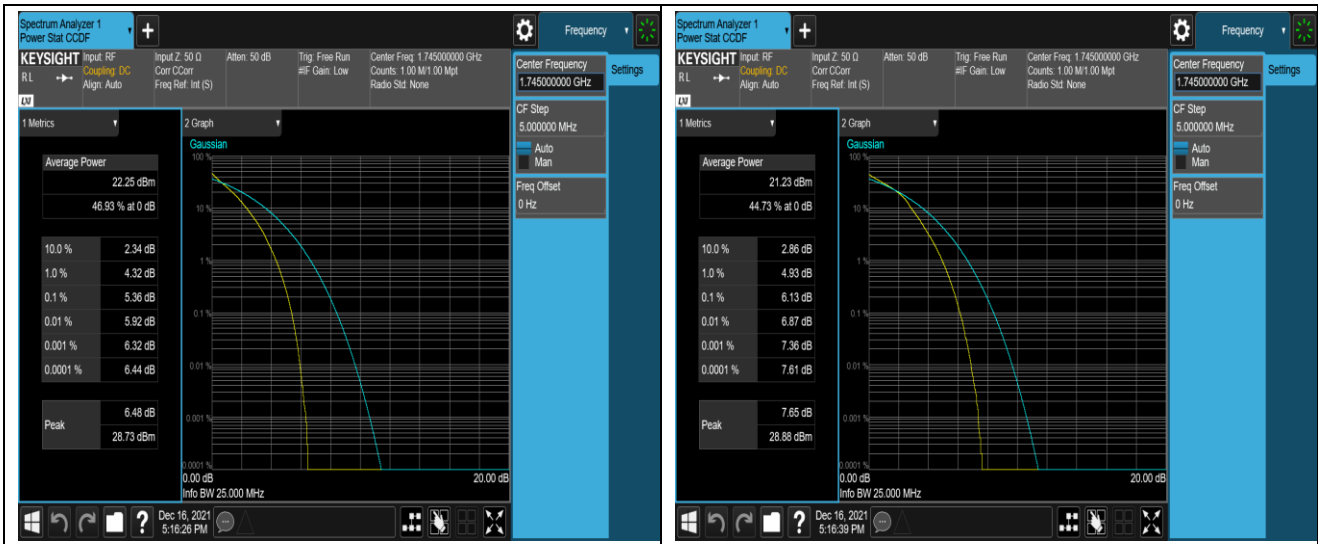 Spectrum Analyzer 1
Power Stat CCDF
+
Frequency
KEYSIGHT
Input: RF
Input Z: 50 Ω
Atten: 50 dB
Trig: Free Run
Center Freq: 1.745000000 GHz
RL
Coupling: DC
Corr CCorr
#IF Gain: Low
Counts: 1.00 M/1.00 Mpt
Align: Auto
Freq Ref: Int (S)
Radio Std: None
LXI
Center Frequency
1.745000000 GHz
Settings
CF Step
5.000000 MHz
Auto
Man
Freq Offset
0 Hz
1 Metrics
2 Graph
Average Power
22.25 dBm
46.93 % at 0 dB
10.0 % 2.34 dB
1.0 % 4.32 dB
0.1 % 5.36 dB
0.01 % 5.92 dB
0.001 % 6.32 dB
0.0001 % 6.44 dB
Peak
6.48 dB
28.73 dBm
Gaussian
100 %
10 %
1 %
0.1 %
0.01 %
0.001 %
0.0001 %
0.00 dB
20.00 dB
Info BW 25.000 MHz
?
Dec 16, 2021
5:16:26 PM
Spectrum Analyzer 1
Power Stat CCDF
+
Frequency
KEYSIGHT
Input: RF
Input Z: 50 Ω
Atten: 50 dB
Trig: Free Run
Center Freq: 1.745000000 GHz
RL
Coupling: DC
Corr CCorr
#IF Gain: Low
Counts: 1.00 M/1.00 Mpt
Align: Auto
Freq Ref: Int (S)
Radio Std: None
LXI
Center Frequency
1.745000000 GHz
Settings
CF Step
5.000000 MHz
Auto
Man
Freq Offset
0 Hz
1 Metrics
2 Graph
Average Power
21.23 dBm
44.73 % at 0 dB
10.0 % 2.86 dB
1.0 % 4.93 dB
0.1 % 6.13 dB
0.01 % 6.87 dB
0.001 % 7.36 dB
0.0001 % 7.61 dB
Peak
7.65 dB
28.88 dBm
Gaussian
100 %
10 %
1 %
0.1 %
0.01 %
0.001 %
0.0001 %
0.00 dB
20.00 dB
Info BW 25.000 MHz
?
Dec 16, 2021
5:16:39 PM